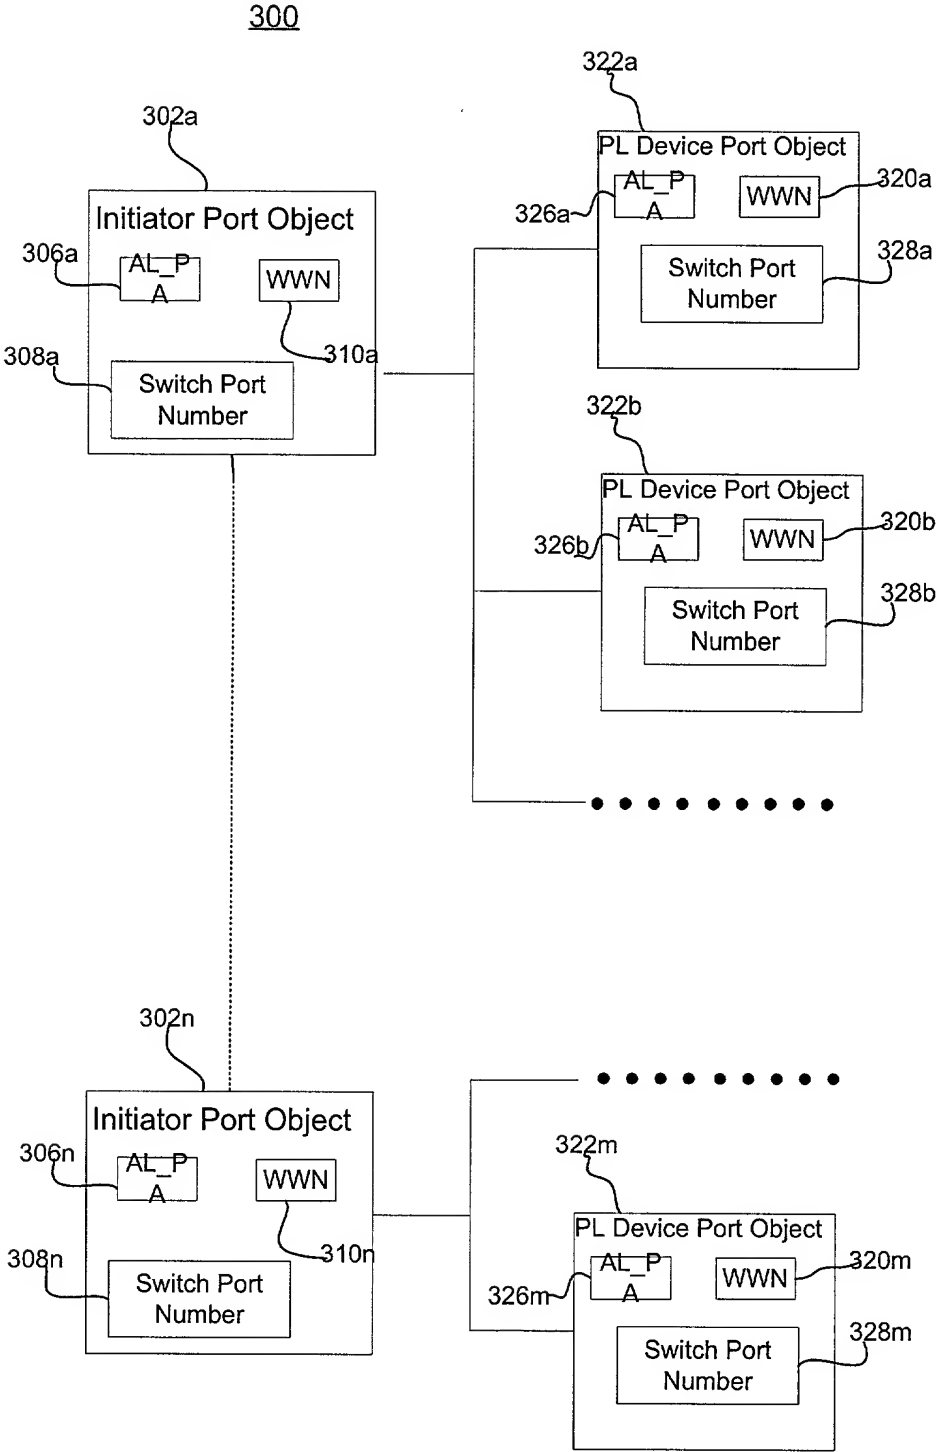 300
322a
PL Device Port Object
AL_P
A
WWN
320a
326a
Switch Port
Number
328a
302a
Initiator Port Object
306a
AL_P
A
WWN
310a
308a
Switch Port
Number
322b
PL Device Port Object
AL_P
A
WWN
320b
326b
Switch Port
Number
328b
302n
Initiator Port Object
306n
AL_P
A
WWN
310n
308n
Switch Port
Number
322m
PL Device Port Object
AL_P
A
WWN
320m
326m
Switch Port
Number
328m